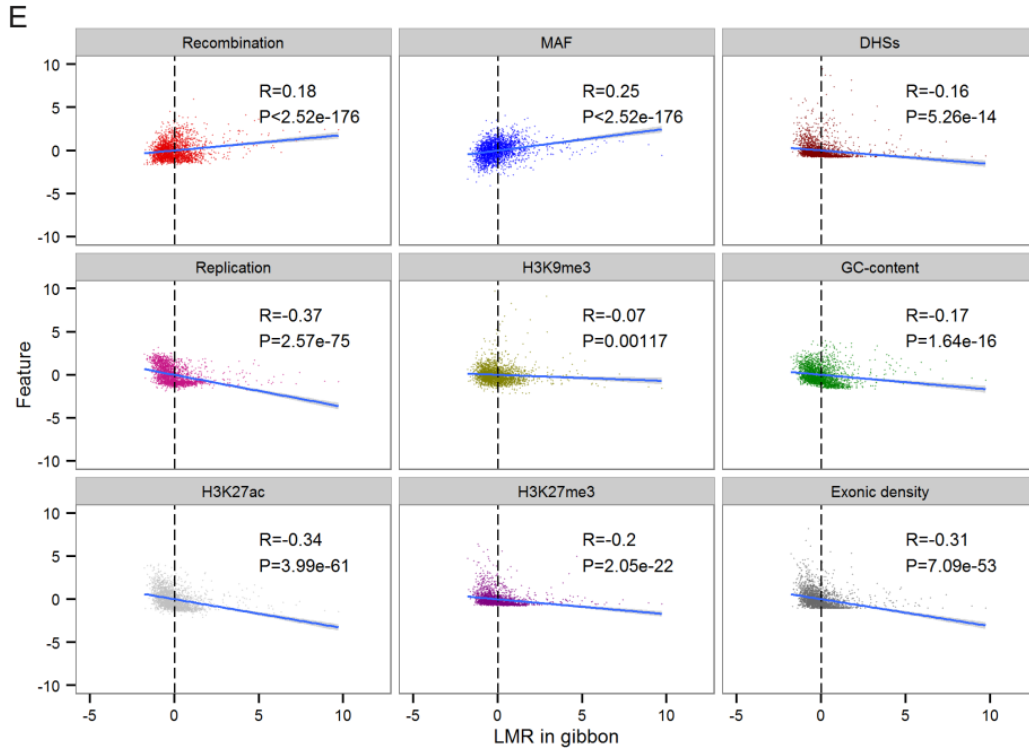 E
Recombination
MAF
DHSs
10
5
0
-5
-10
R=0.18
P<2.52e-176
R=0.25
P<2.52e-176
R=-0.16
P=5.26e-14
Replication
H3K9me3
GC-content
10
5
0
-5
-10
R=-0.37
P=2.57e-75
R=-0.07
P=0.00117
R=-0.17
P=1.64e-16
Feature
H3K27ac
H3K27me3
Exonic density
10
5
0
-5
-10
R=-0.34
P=3.99e-61
R=-0.2
P=2.05e-22
R=-0.31
P=7.09e-53
-5 0 5 10 -5 0 5 10 -5 0 5 10
LMR in gibbon